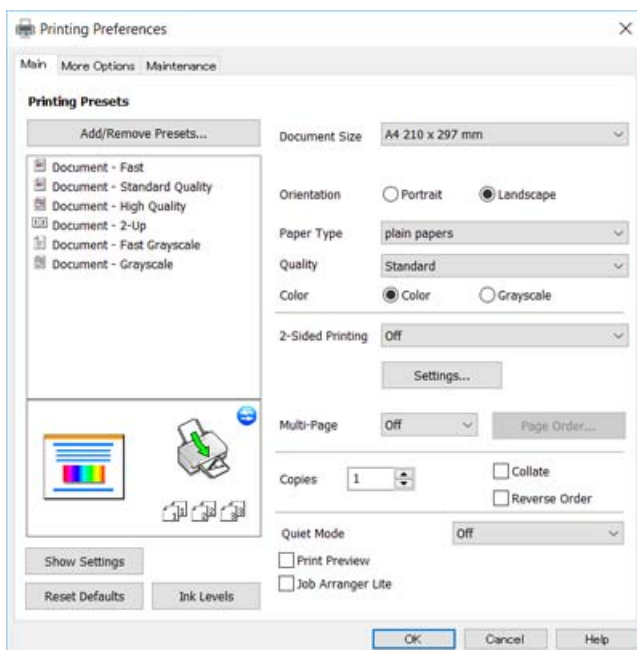 Printing Preferences
Main More Options Maintenance
Printing Presets
Add/Remove Presets...
Document - Fast
Document - Standard Quality
Document - High Quality
Document - 2-Up
Document - Fast Grayscale
Document - Grayscale
Show Settings
Reset Defaults Ink Levels
Document Size A4 210 x 297 mm
Orientation Portrait Landscape
Paper Type plain papers
Quality Standard
Color Color Grayscale
2-Sided Printing Off
Settings...
Multi-Page Off Page Order...
Copies 1 Collate
Reverse Order
Quiet Mode Off
Print Preview
Job Arranger Lite
OK Cancel Help